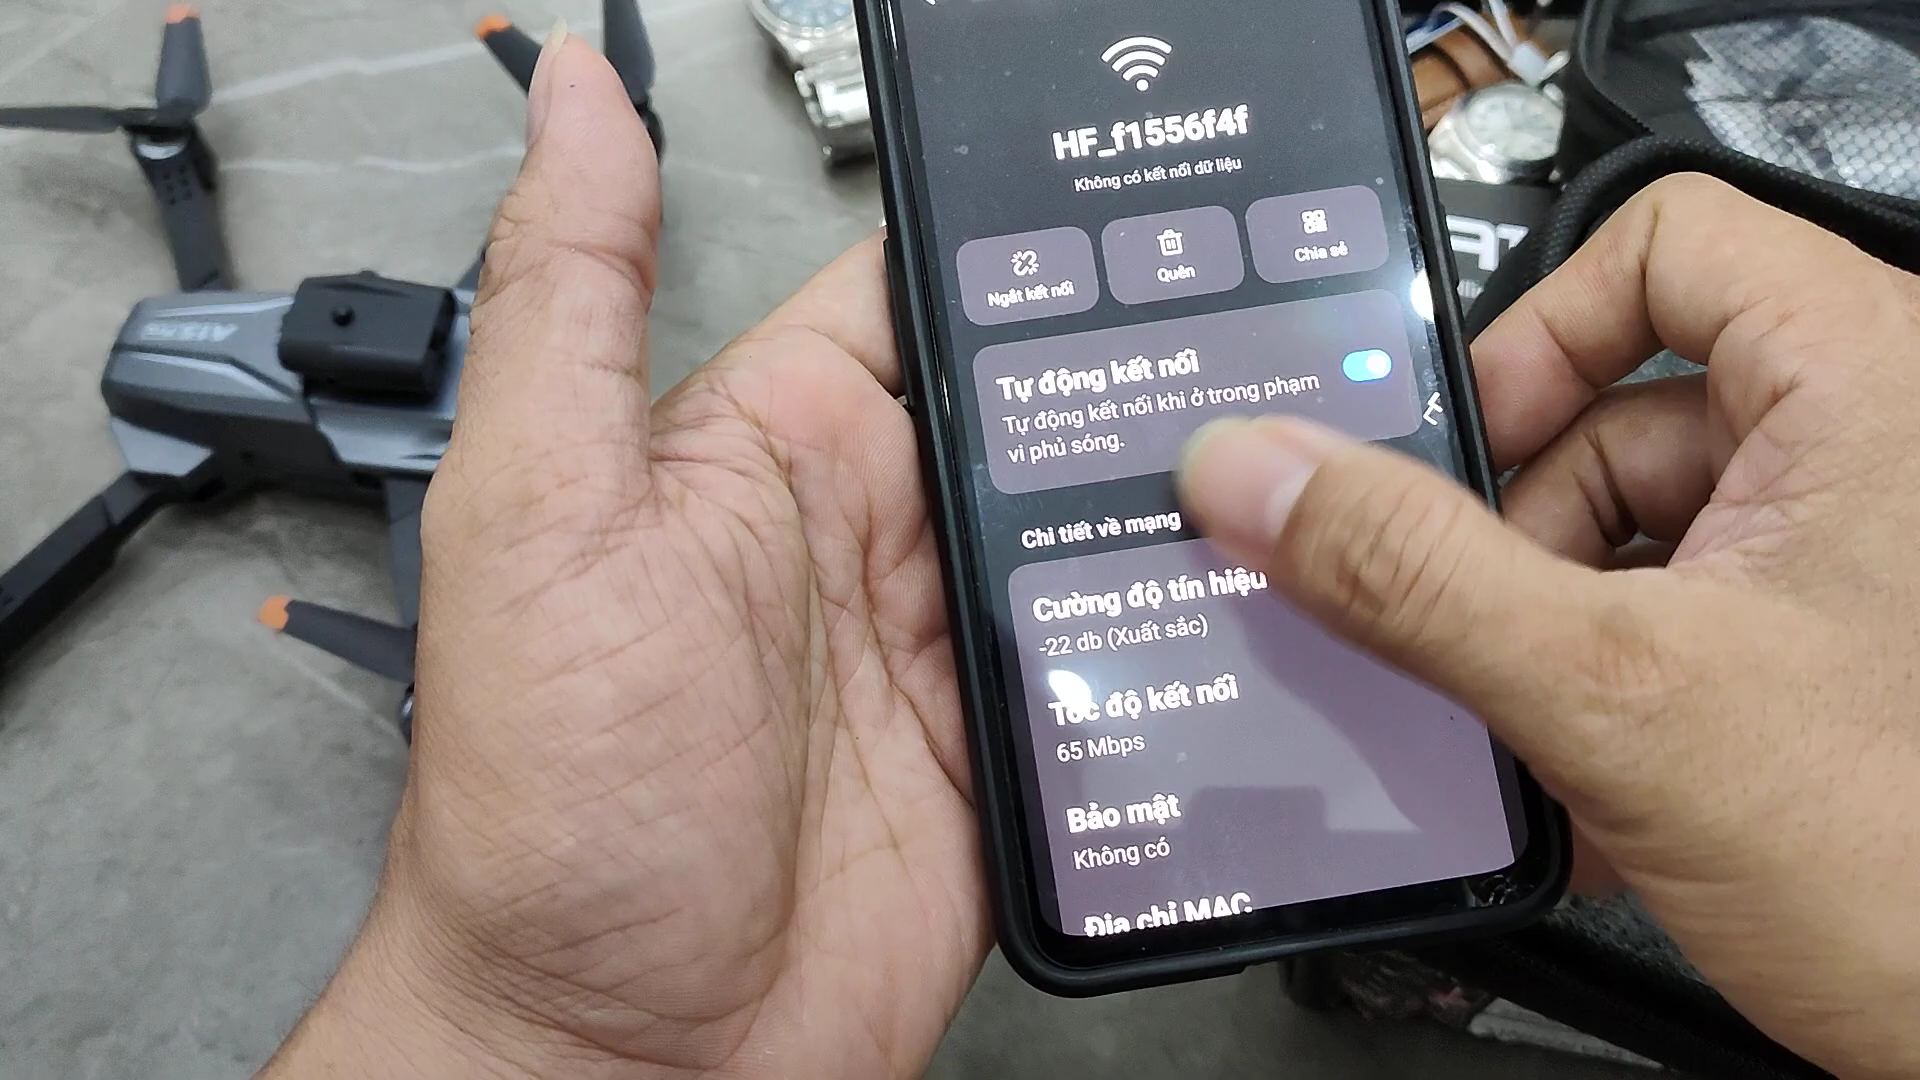 HF_f1556f4f
Không có kết nối dữ liệu
Ngắt kết nối
Quên
Chia sẻ
Tự động kết nối
Tự động kết nối khi ở trong phạm
vi phủ sóng.
Chi tiết về mạng
Cường độ tín hiệu
-22 db (Xuất sắc)
Tốc độ kết nối
65 Mbps
Bảo mật
Không có
Địa chỉ MAC